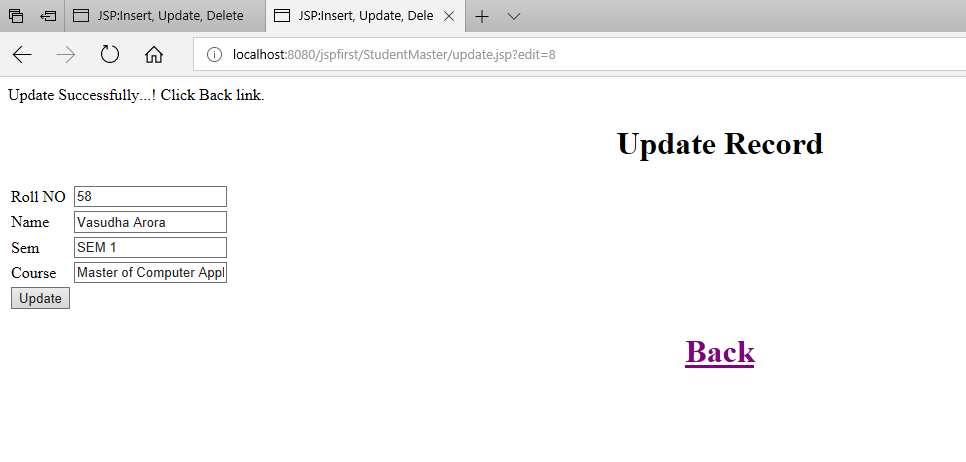 JSP:Insert, Update, Delete
JSP:Insert, Update, Dele
localhost:8080/jspfirst/StudentMaster/update.jsp?edit=8
Update Successfully...! Click Back link.
Update Record
Roll NO 58
Name Vasudha Arora
Sem SEM 1
Course Master of Computer Appl
Update
Back